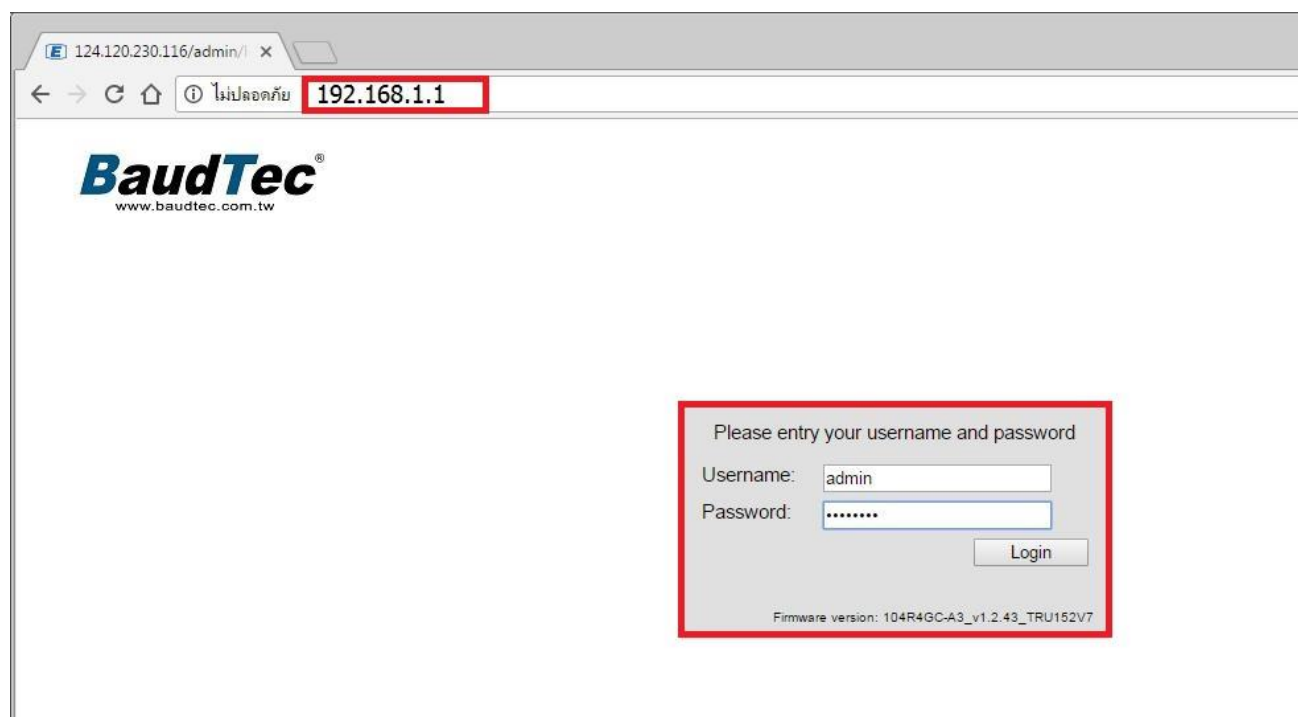 124.120.230.116/admin/l
ไม่ปลอดภัย 192.168.1.1
BaudTec®
www.baudtec.com.tw
Please entry your username and password
Username: admin
Password: ••••••••
Login
Firmware version: 104R4GC-A3_v1.2.43_TRU152V7